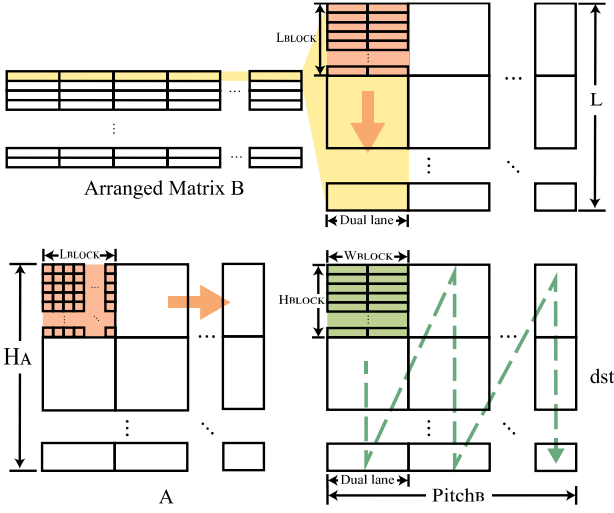 LBLOCK
L
Arranged Matrix B
Dual lane
LBLOCK
WBLOCK
HBLOCK
HA
dst
Dual lane
A
PitchB